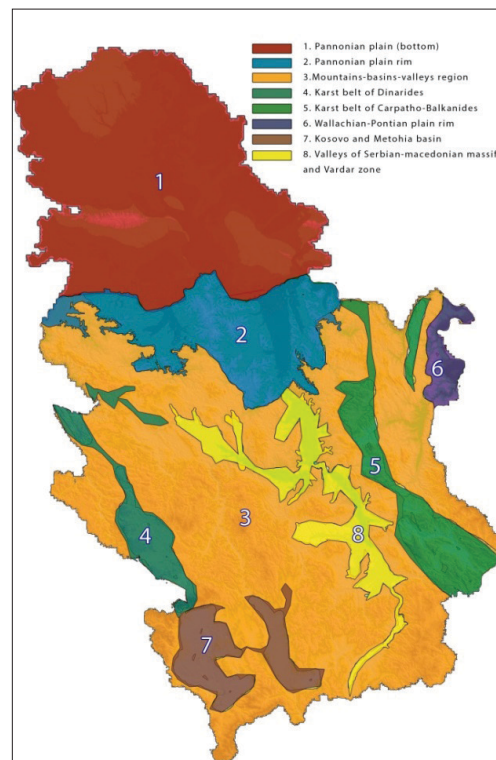 1. Pannonian plain (bottom)
2. Pannonian plain rim
3.Mountains-basins-valleys region
4. Karst belt of Dinarides
5. Karst belt of Carpatho-Balkanides
6. Wallachian-Pontian plain rim
7. Kosovo and Metohia basin
8. Valleys of Serbian-macedonian massif
and Vardar zone
1
2
6
5
3
4
8
7